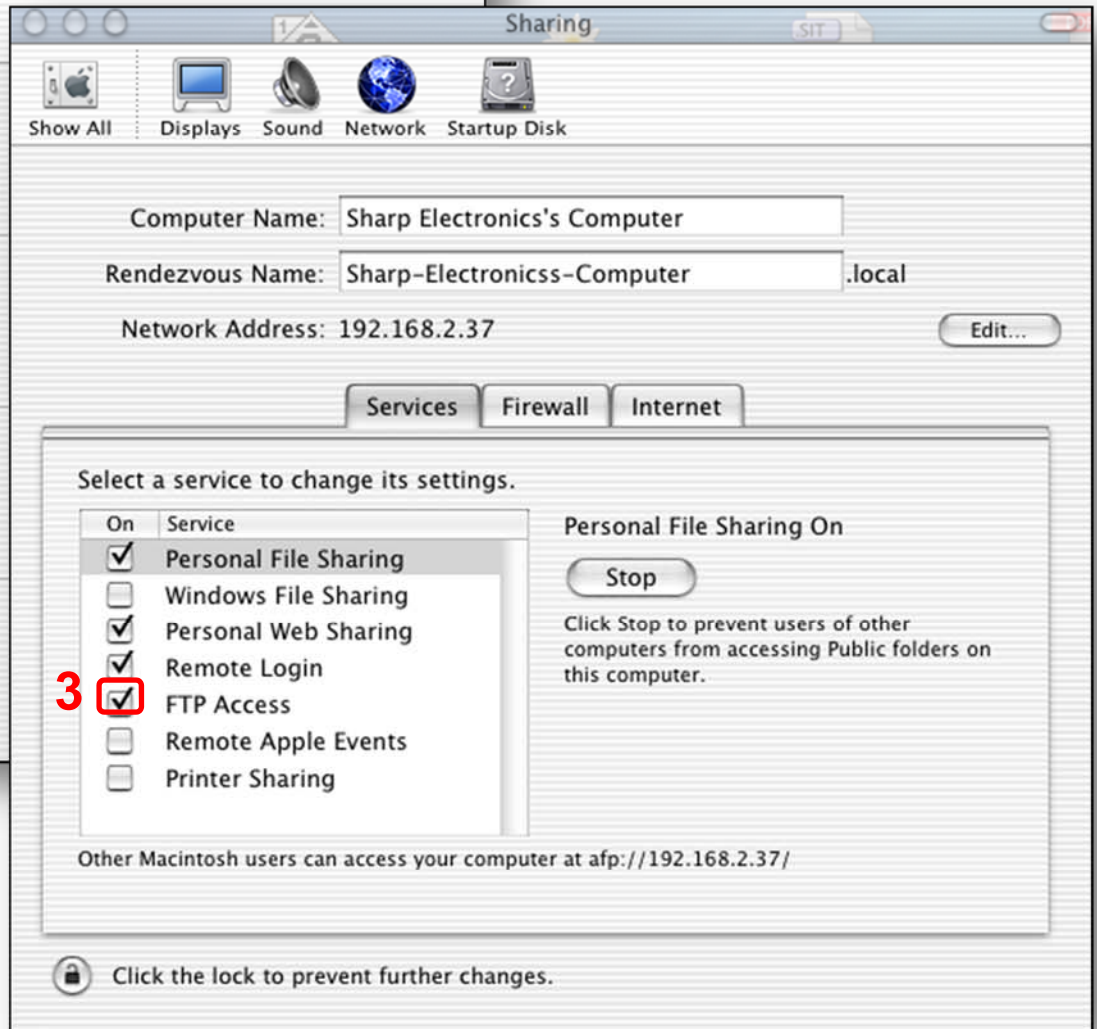 Sharing
SIT
Show All
Displays
Sound
Network
Startup Disk
Computer Name: Sharp Electronics's Computer
Rendezvous Name: Sharp-Electronicss-Computer .local
Network Address: 192.168.2.37
Edit...
Services
Firewall
Internet
Select a service to change its settings.
On Service
Personal File Sharing
Windows File Sharing
Personal Web Sharing
Remote Login
3 FTP Access
Remote Apple Events
Printer Sharing
Personal File Sharing On
Stop
Click Stop to prevent users of other
computers from accessing Public folders on
this computer.
Other Macintosh users can access your computer at afp://192.168.2.37/
Click the lock to prevent further changes.